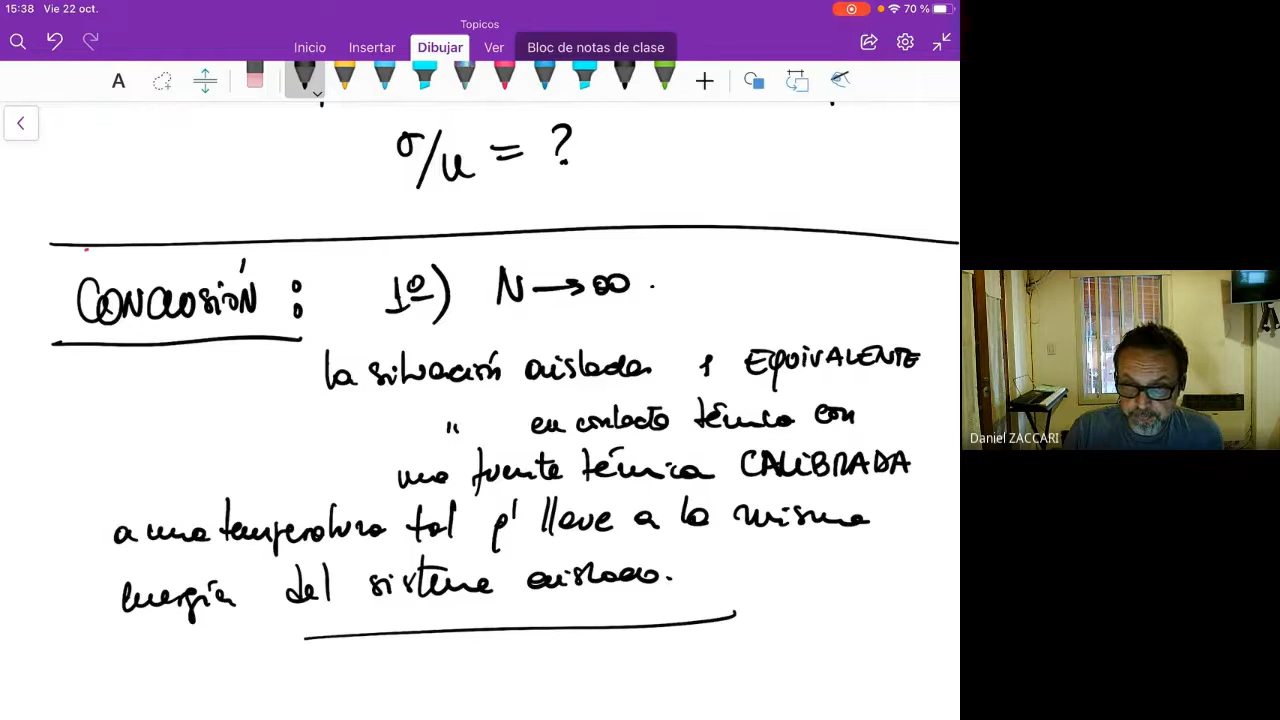 15:38 Vie 22 oct.
70 %
Topicos
Inicio Insertar Dibujar Ver Bloc de notas de clase
A
σ/u = ?
CONCLUSIÓN : 1º) N → ∞ .
la situación aislada y EQUIVALENTE
" en contacto térmico con
una fuente térmica CALIBRADA
a una temperatura tal q' lleve a la misma
energía del sistema aislado.
Daniel ZACCARI